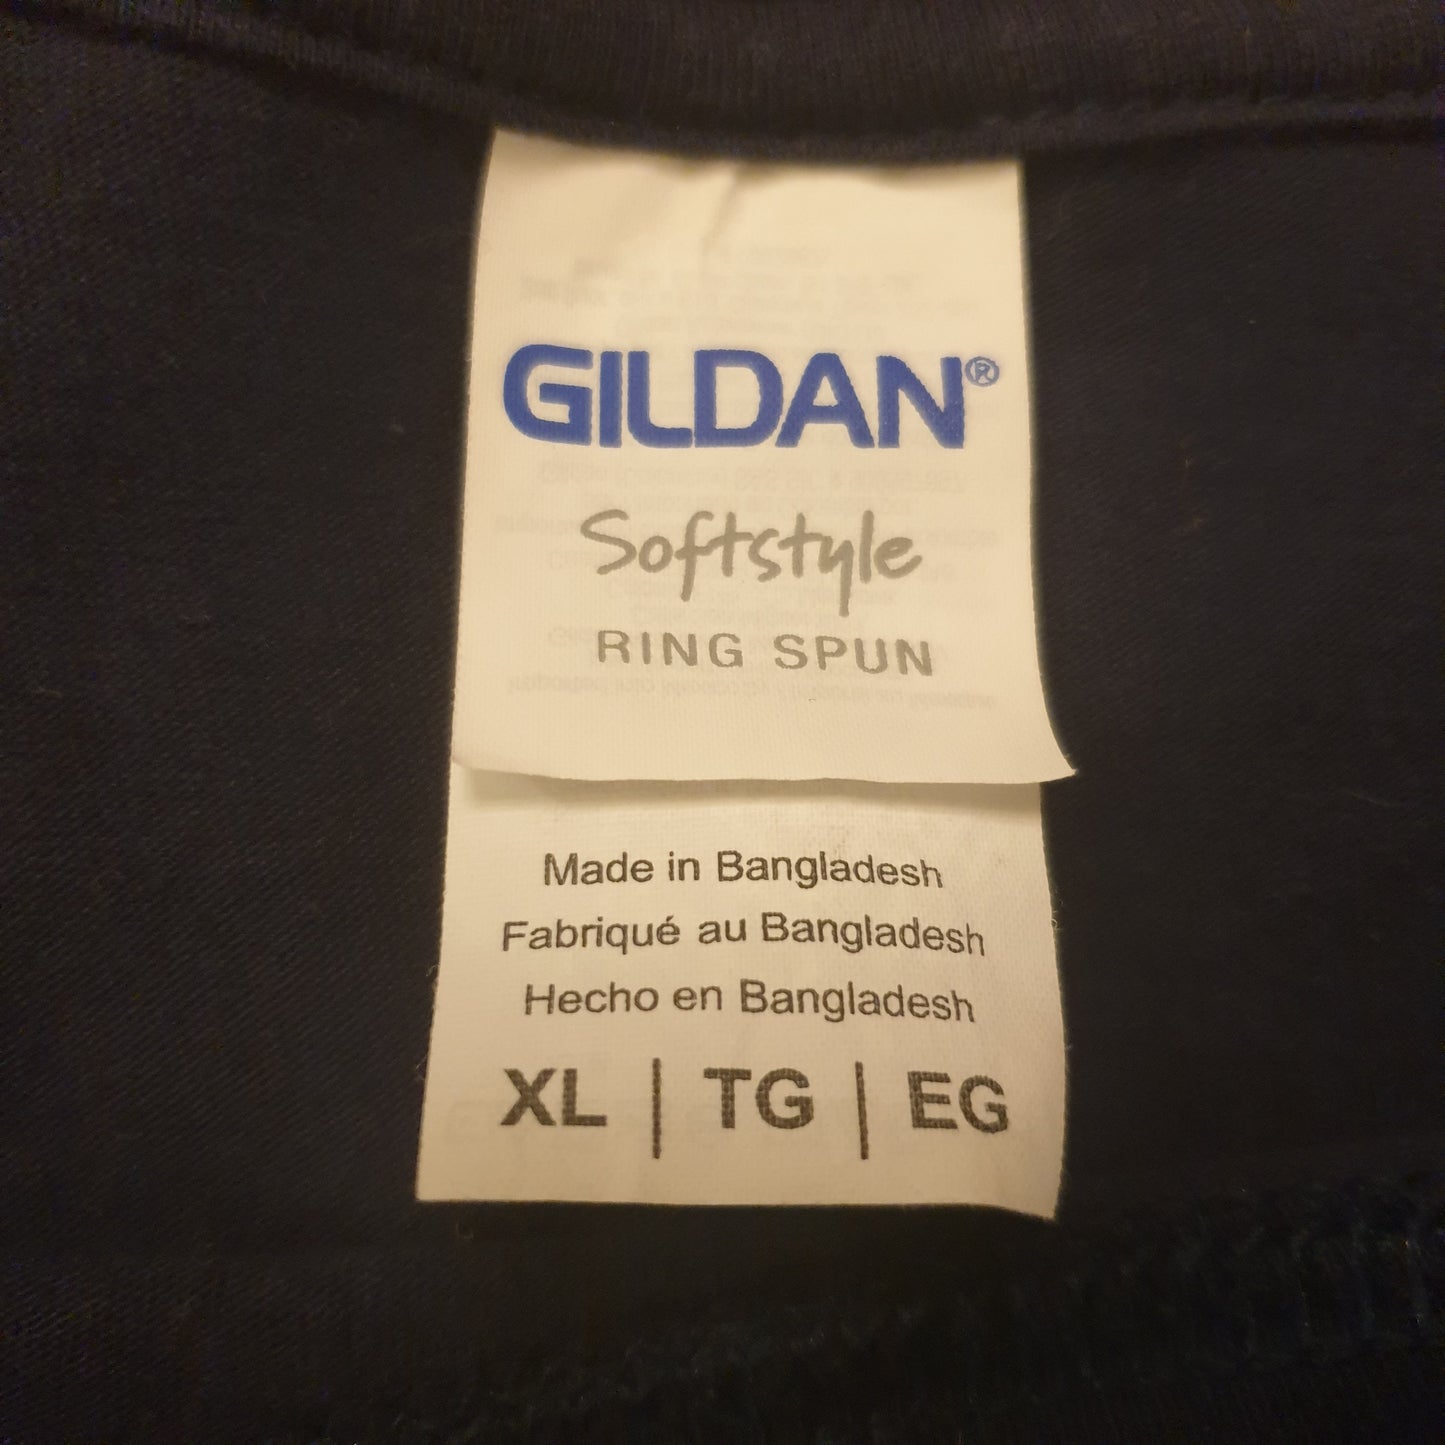 GILDAN®
Softstyle
RING SPUN
Made in Bangladesh
Fabriqué au Bangladesh
Hecho en Bangladesh
XL | TG | EG